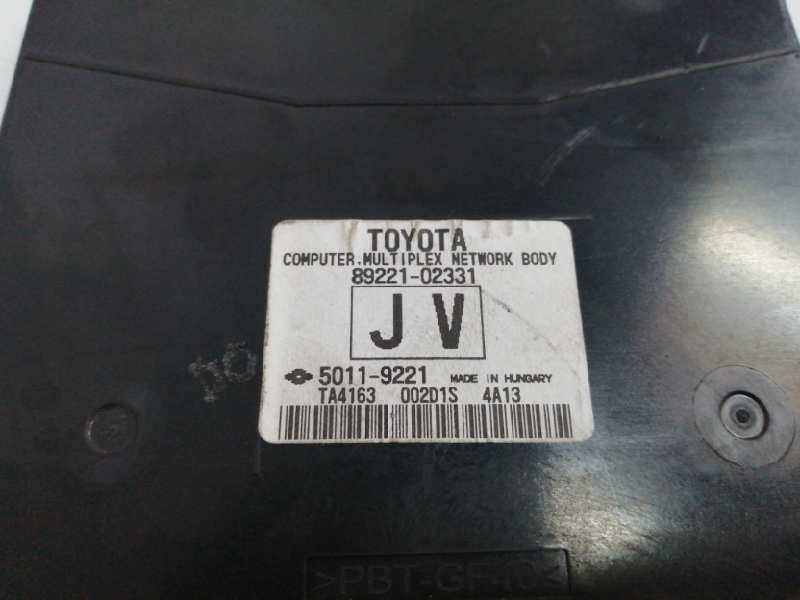 TOYOTA
COMPUTER,MULTIPLEX NETWORK BODY
89221-02331
JV
5011-9221 MADE IN HUNGARY
TA4163 002D1S 4A13
>PBT-GF40<